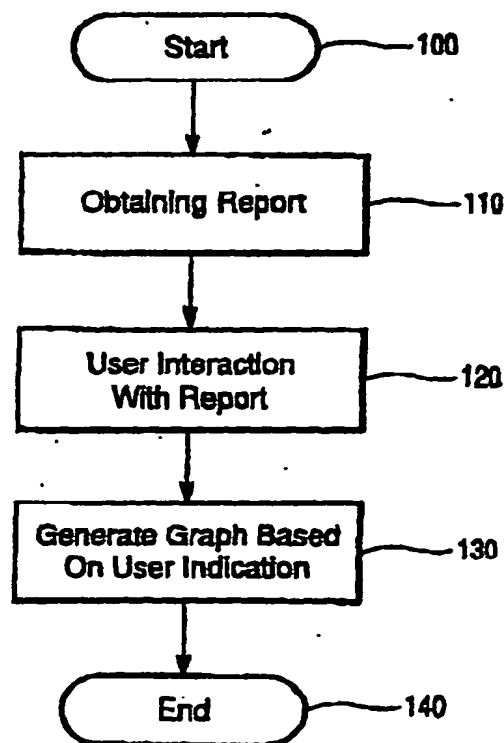 Start
100
Obtaining Report
110
User Interaction
With Report
120
Generate Graph Based
On User Indication
130
End
140